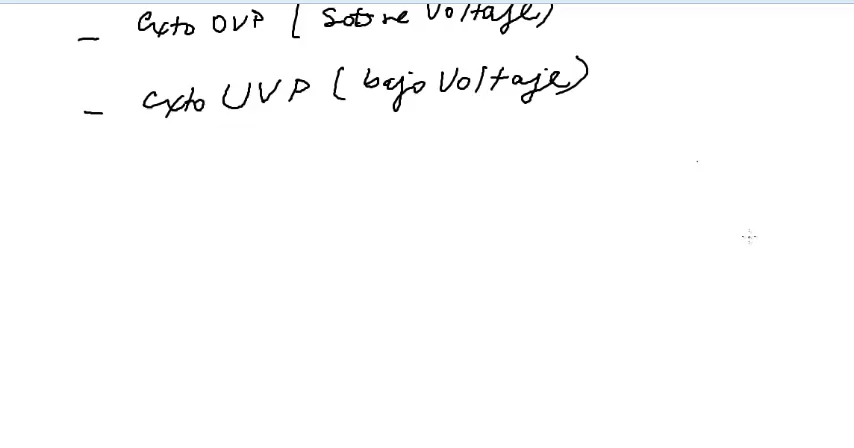 - Cxto OVP (Sobre Voltaje)
- Cxto UVP (bajo Voltaje)